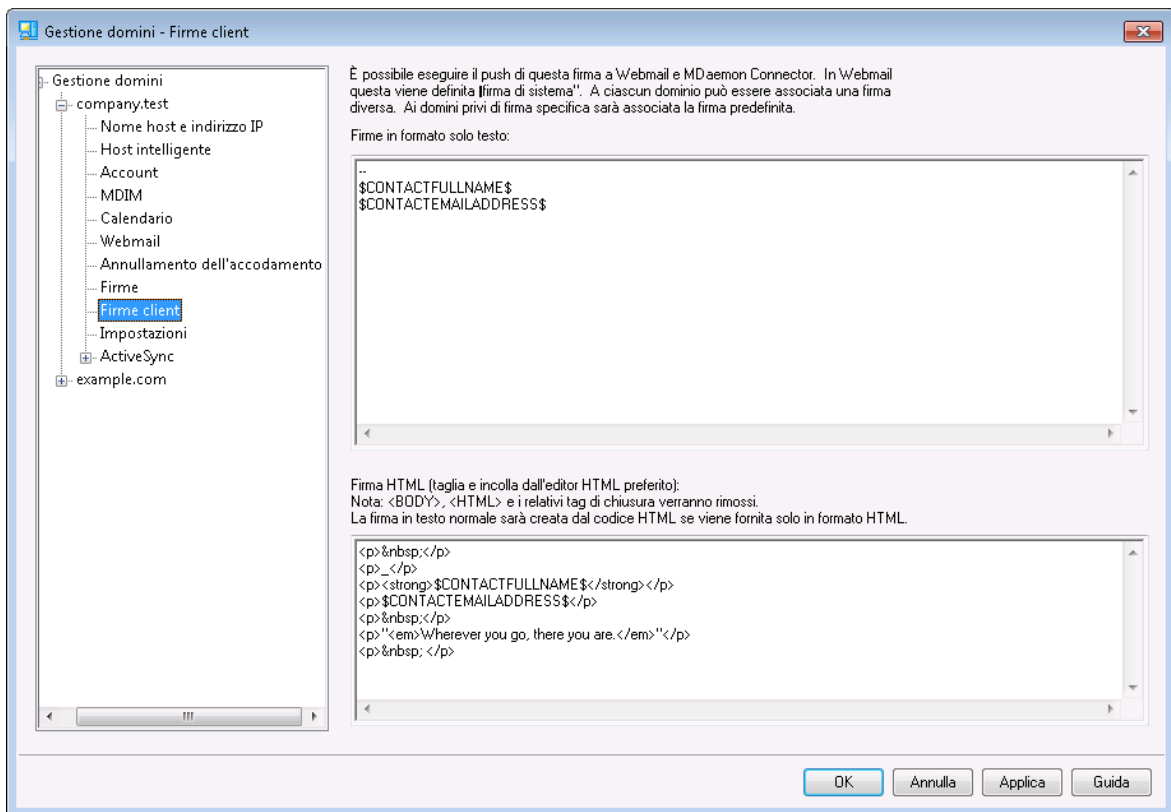 Gestione domini - Firme client
Gestione domini
company.test
Nome host e indirizzo IP
Host intelligente
Account
MDIM
Calendario
Webmail
Annullamento dell'accodamento
Firme
Firme client
Impostazioni
ActiveSync
example.com
È possibile eseguire il push di questa firma a Webmail e MDaemon Connector. In Webmail
questa viene definita "firma di sistema". A ciascun dominio può essere associata una firma
diversa. Ai domini privi di firma specifica sarà associata la firma predefinita.
Firme in formato solo testo:
--
$CONTACTFULLNAME$
$CONTACTEMAILADDRESS$
Firma HTML (taglia e incolla dall'editor HTML preferito):
Nota: <BODY>, <HTML> e i relativi tag di chiusura verranno rimossi.
La firma in testo normale sarà creata dal codice HTML se viene fornita solo in formato HTML.
<p>&nbsp;</p>
<p>_</p>
<p><strong>$CONTACTFULLNAME$</strong></p>
<p>$CONTACTEMAILADDRESS$</p>
<p>&nbsp;</p>
<p>"<em>Wherever you go, there you are.</em>"</p>
<p>&nbsp; </p>
OK
Annulla
Applica
Guida